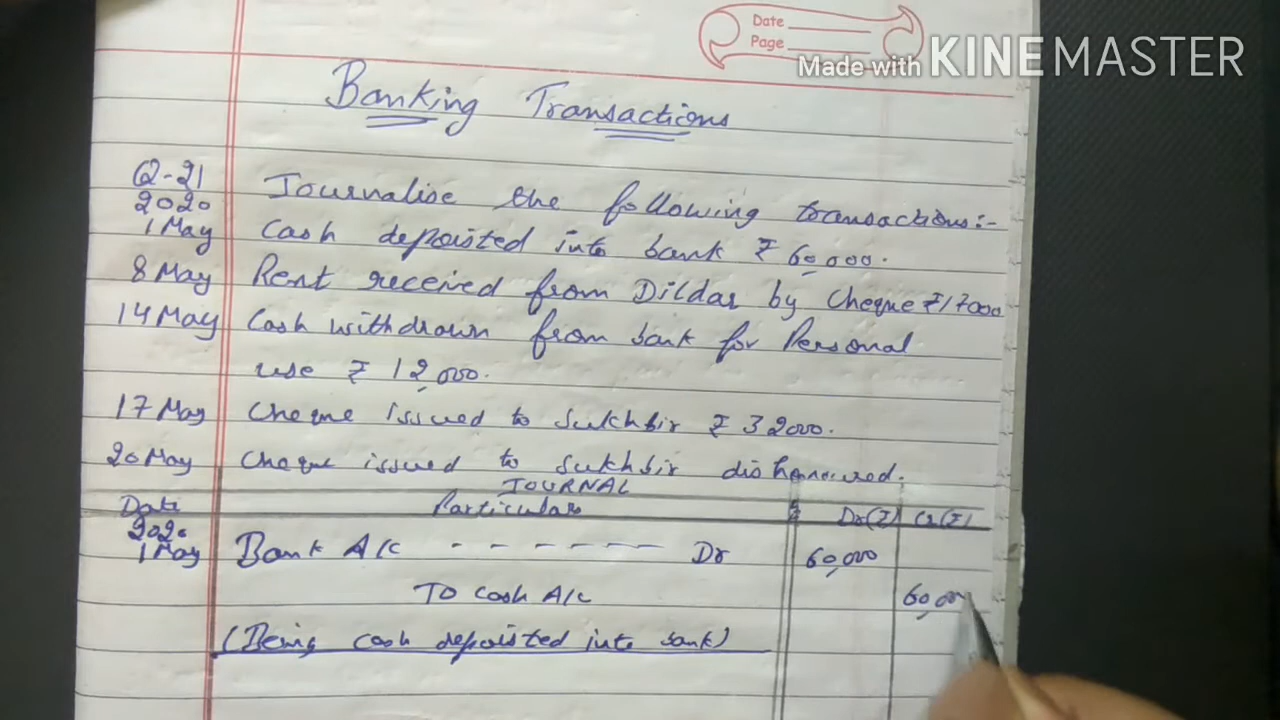 Date
Page
Made with KINEMASTER
Banking Transactions
Q-21 Journalise the following transactions:-
2020
1 May Cash depoisted into bank ₹ 60,000.
8 May Rent received from Dildar by Cheque ₹17000
14 May Cash withdrawn from bank for Personal
use ₹ 12,000.
17 May Cheque issued to Sukhbir ₹ 32000.
20 May Cheque issued to Sukhbir dishonoured.
JOURNAL
Date Particulars Dr(₹) Cr(₹)
2020
1 May Bank A/c - - - - - - - Dr 60,000
To Cash A/c 60,000
(Being cash depoisted into bank)